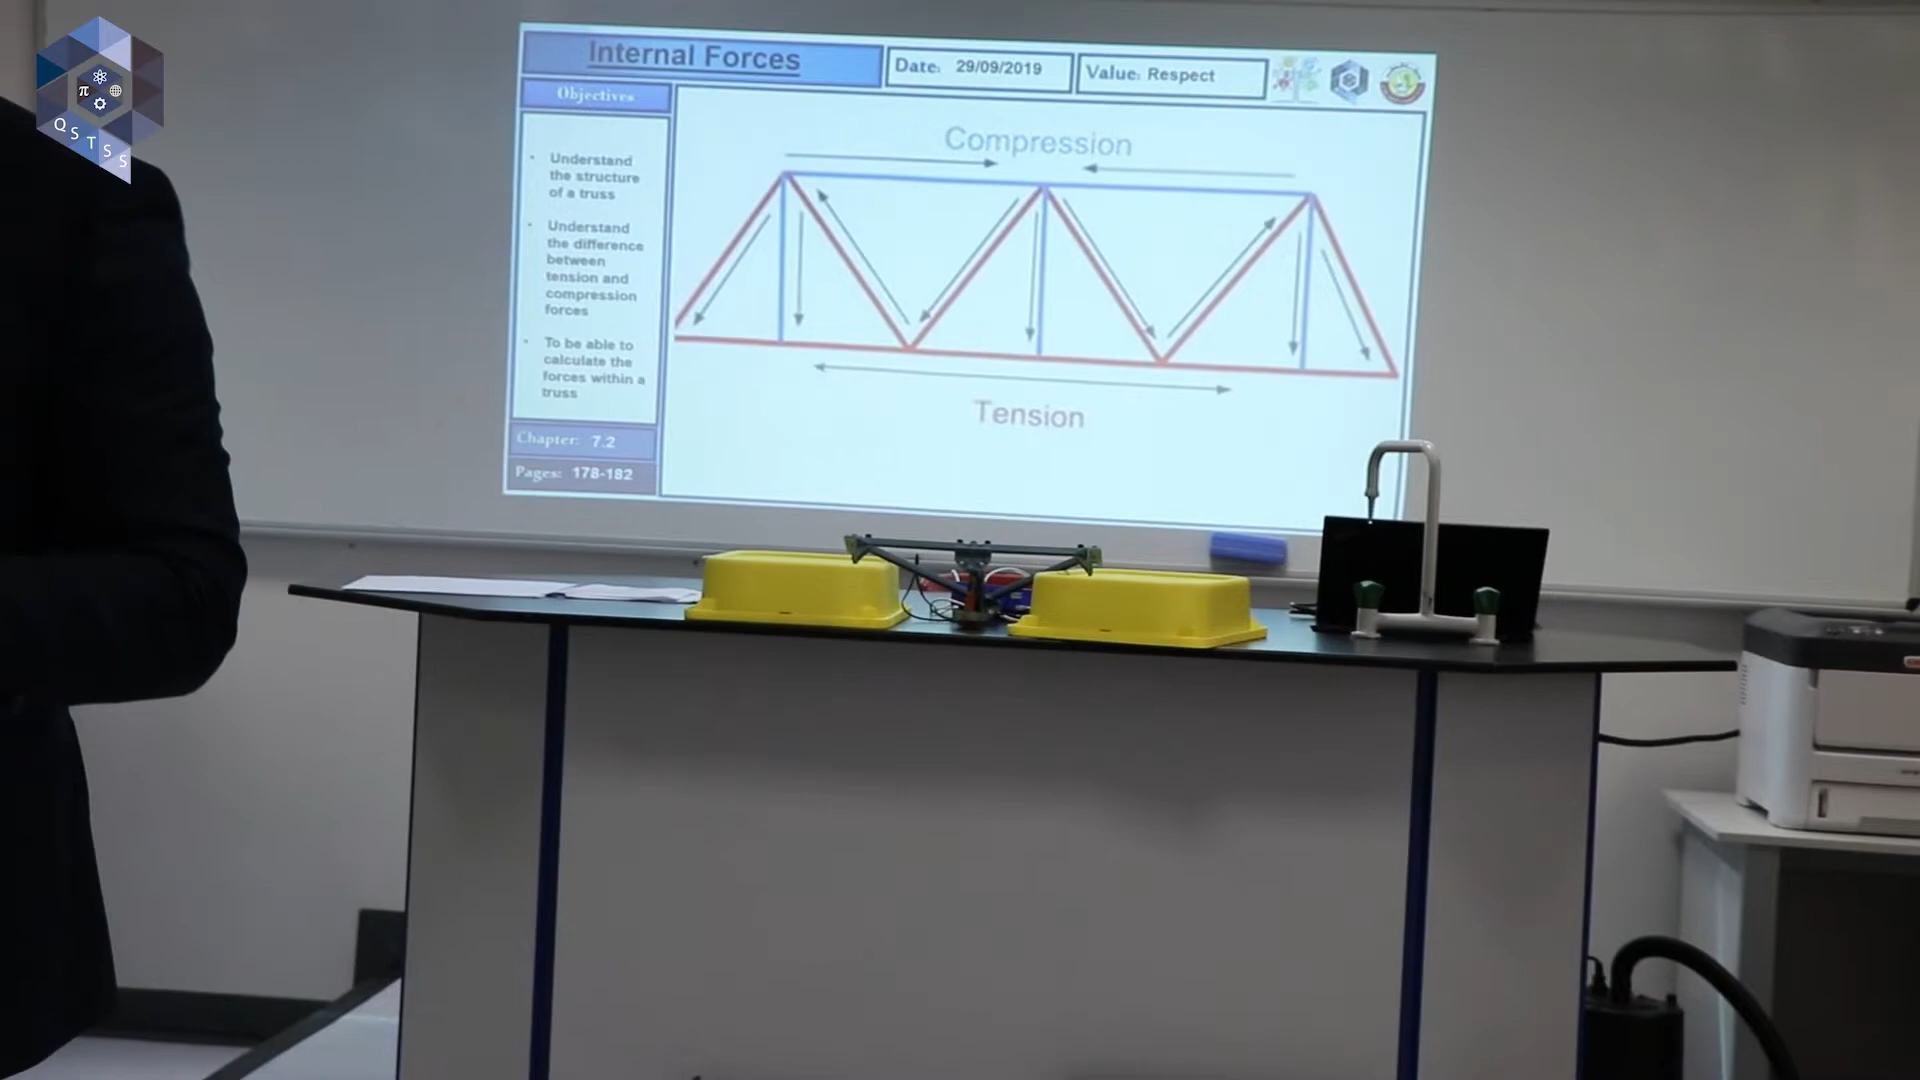 QSTSS
π
Internal Forces
Date: 29/09/2019
Value: Respect
Objectives
• Understand
the structure
of a truss
• Understand
the difference
between
tension and
compression
forces
• To be able to
calculate the
forces within a
truss
Chapter: 7.2
Pages: 178-182
Compression
Tension